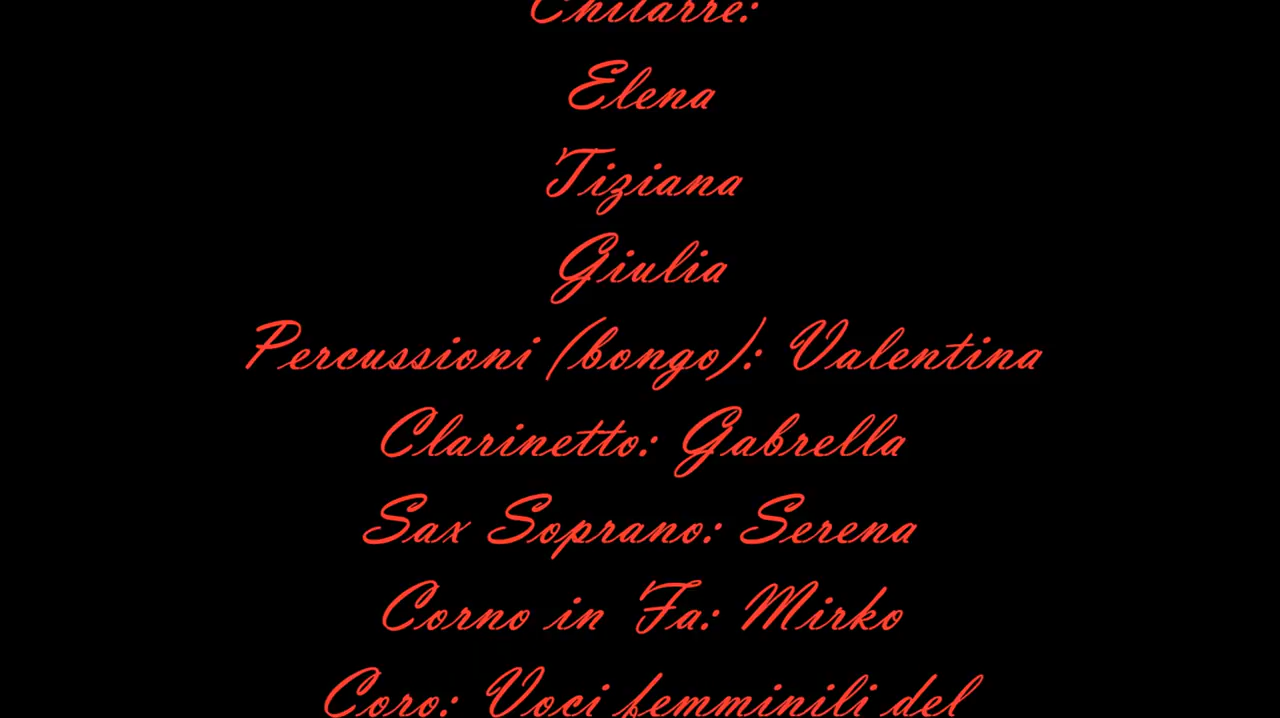 Chitarre:
Elena
Tiziana
Giulia
Percussioni (bongo): Valentina
Clarinetto: Gabrella
Sax Soprano: Serena
Corno in Fa: Mirko
Coro: Voci femminili del